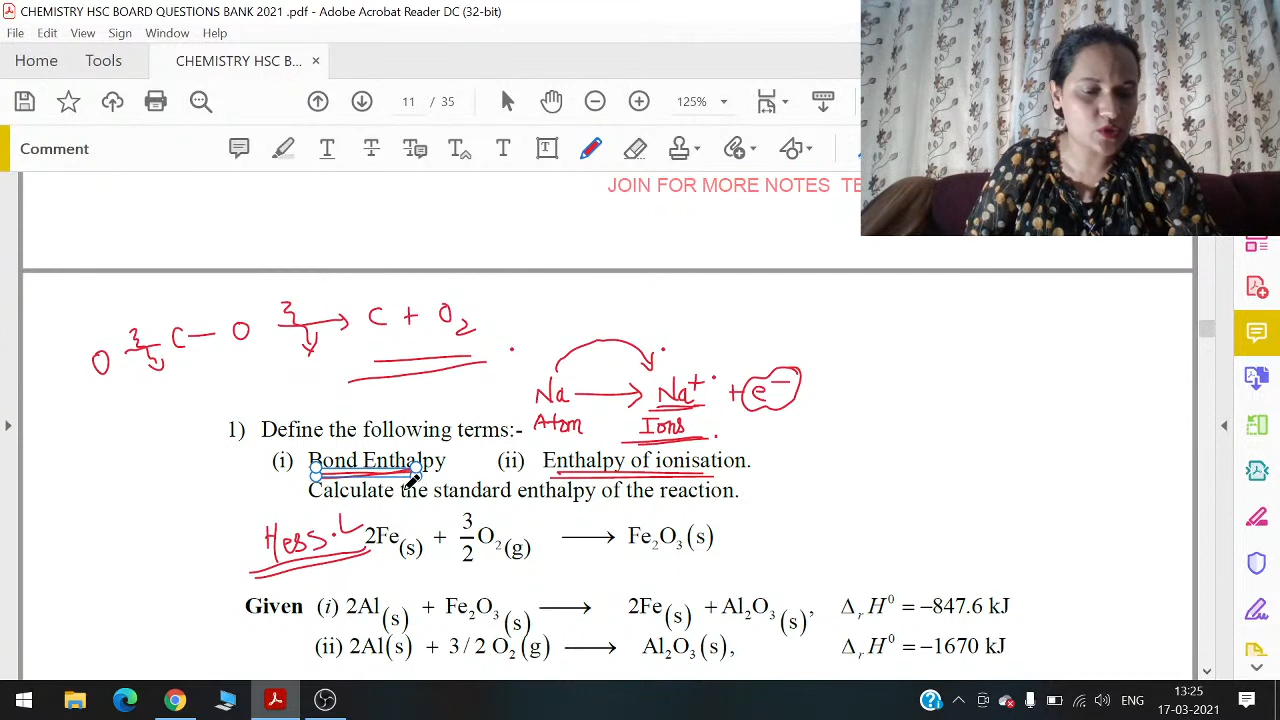 CHEMISTRY HSC BOARD QUESTIONS BANK 2021 .pdf - Adobe Acrobat Reader DC (32-bit)
File Edit View Sign Window Help
Home Tools CHEMISTRY HSC B... ×
11 / 35 125%
Comment
JOIN FOR MORE NOTES TE
O C — O → C + O2
Na → Na+ + e−
Atom Ions
1) Define the following terms:-
(i) Bond Enthalpy (ii) Enthalpy of ionisation.
Calculate the standard enthalpy of the reaction.
Hess. L 2Fe(s) + 3/2 O2(g) ⟶ Fe2O3(s)
Given (i) 2Al(s) + Fe2O3(s) ⟶ 2Fe(s) + Al2O3(s), ΔrH0 = −847.6 kJ
(ii) 2Al(s) + 3/2 O2(g) ⟶ Al2O3(s), ΔrH0 = −1670 kJ
ENG 13:25
17-03-2021